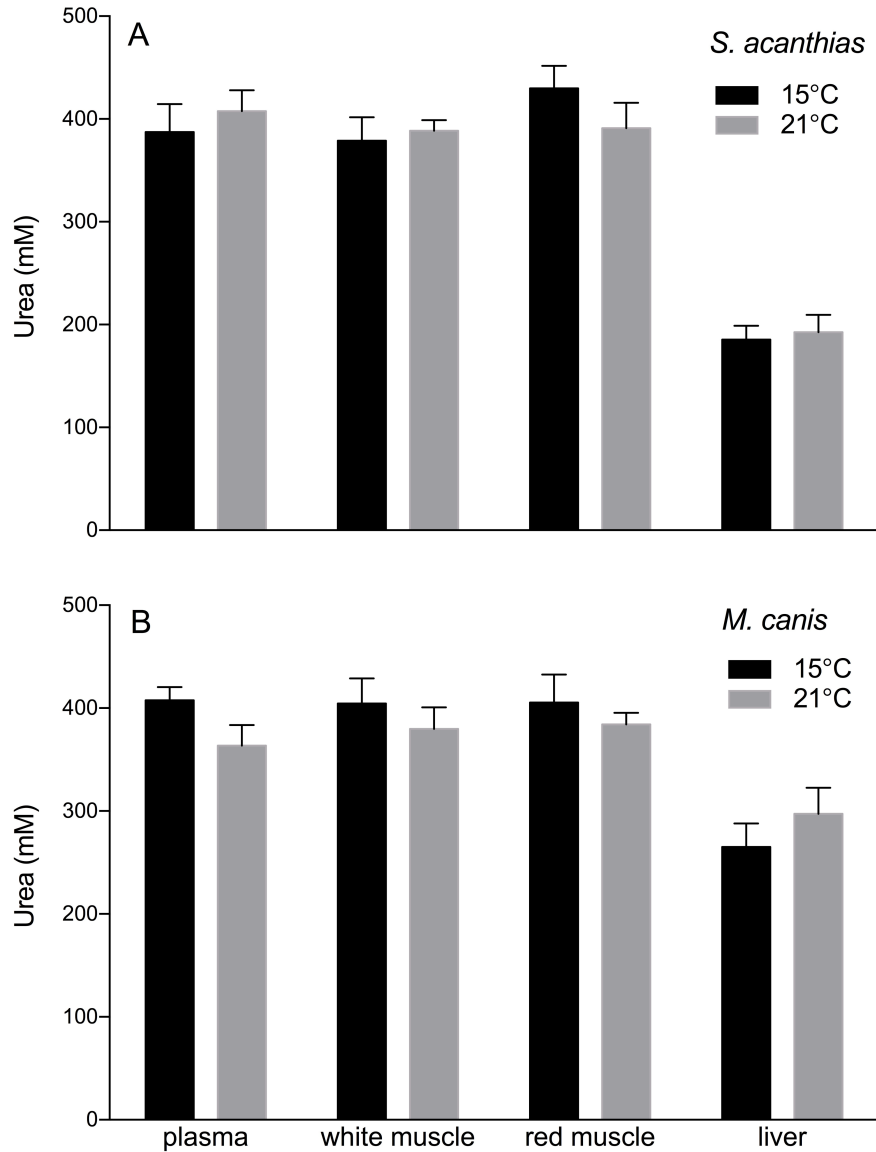 A
S. acanthias
15°C
21°C
500
400
300
200
100
0
Urea (mM)
B
M. canis
15°C
21°C
500
400
300
200
100
0
Urea (mM)
plasma white muscle red muscle liver